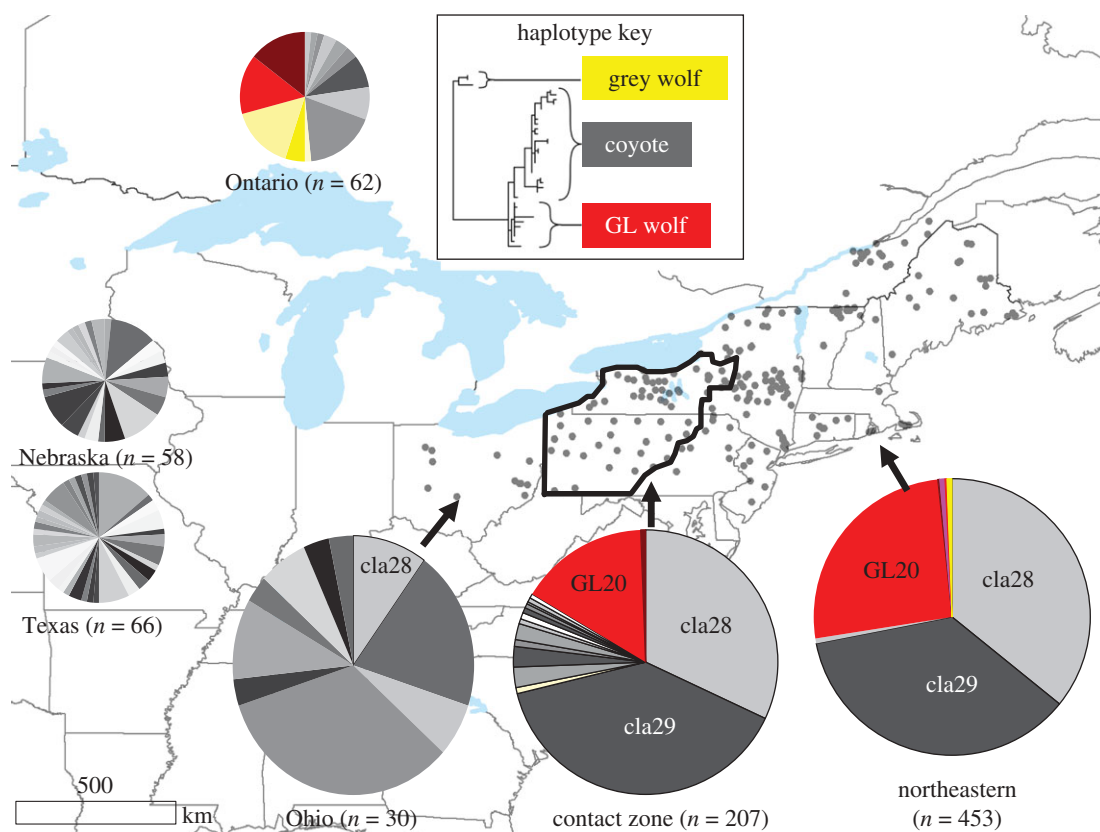 haplotype key
grey wolf
coyote
GL wolf
Ontario (n = 62)
Nebraska (n = 58)
Texas (n = 66)
cla28
GL20
cla28
cla29
GL20
cla28
cla29
500
km
Ohio (n = 30)
contact zone (n = 207)
northeastern
(n = 453)